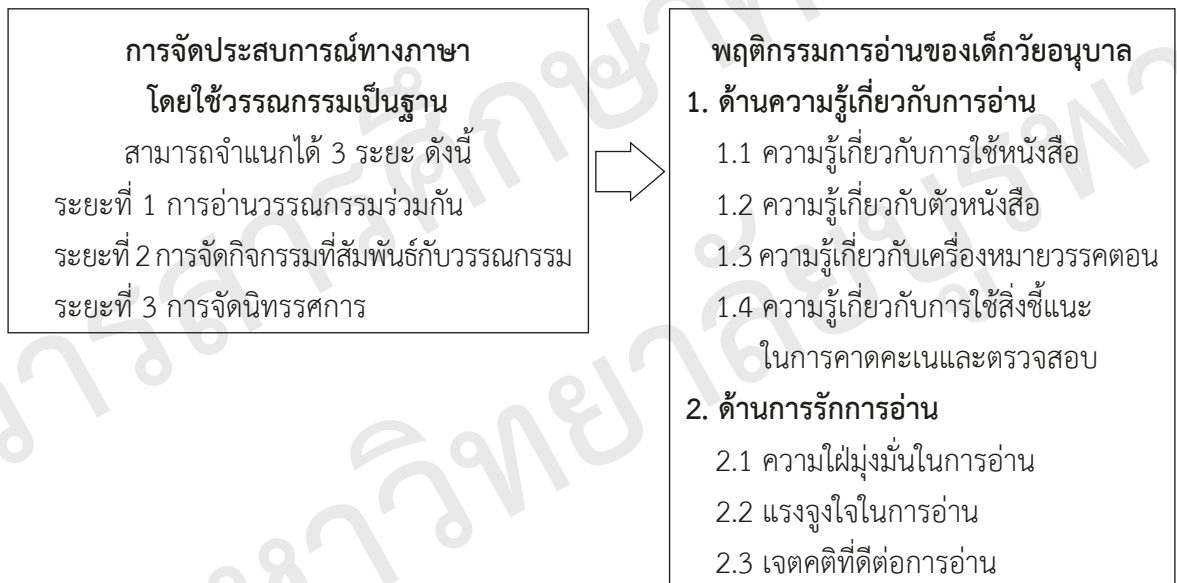 การจัดประสบการณ์ทางภาษา
โดยใช้วรรณกรรมเป็นฐาน
สามารถจำแนกได้ 3 ระยะ ดังนี้
ระยะที่ 1 การอ่านวรรณกรรมร่วมกัน
ระยะที่ 2 การจัดกิจกรรมที่สัมพันธ์กับวรรณกรรม
ระยะที่ 3 การจัดนิทรรศการ
พฤติกรรมการอ่านของเด็กวัยอนุบาล
1. ด้านความรู้เกี่ยวกับการอ่าน
1.1 ความรู้เกี่ยวกับการใช้หนังสือ
1.2 ความรู้เกี่ยวกับตัวหนังสือ
1.3 ความรู้เกี่ยวกับเครื่องหมายวรรคตอน
1.4 ความรู้เกี่ยวกับการใช้สิ่งชี้แนะ
ในการคาดคะเนและตรวจสอบ
2. ด้านการรักการอ่าน
2.1 ความใฝ่มุ่งมั่นในการอ่าน
2.2 แรงจูงใจในการอ่าน
2.3 เจตคติที่ดีต่อการอ่าน